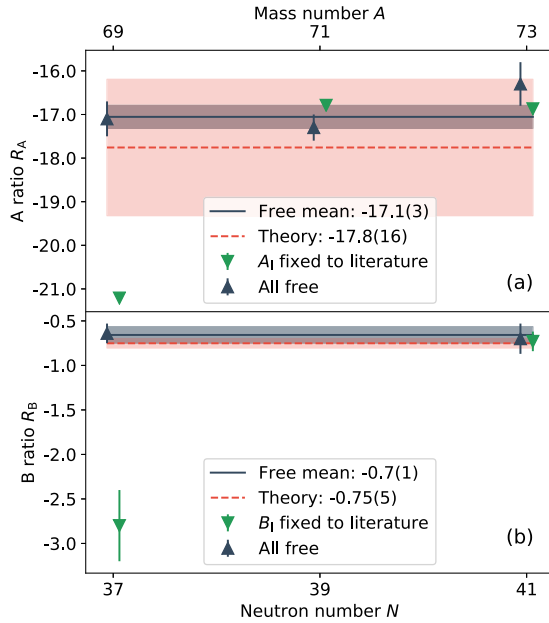 Mass number A
69 71 73
-16.0
-17.0
-18.0
-19.0
-20.0
-21.0
A ratio R_A
Free mean: -17.1(3)
Theory: -17.8(16)
A_I fixed to literature
All free
(a)
-0.5
-1.0
-1.5
-2.0
-2.5
-3.0
B ratio R_B
Free mean: -0.7(1)
Theory: -0.75(5)
B_I fixed to literature
All free
(b)
37 39 41
Neutron number N